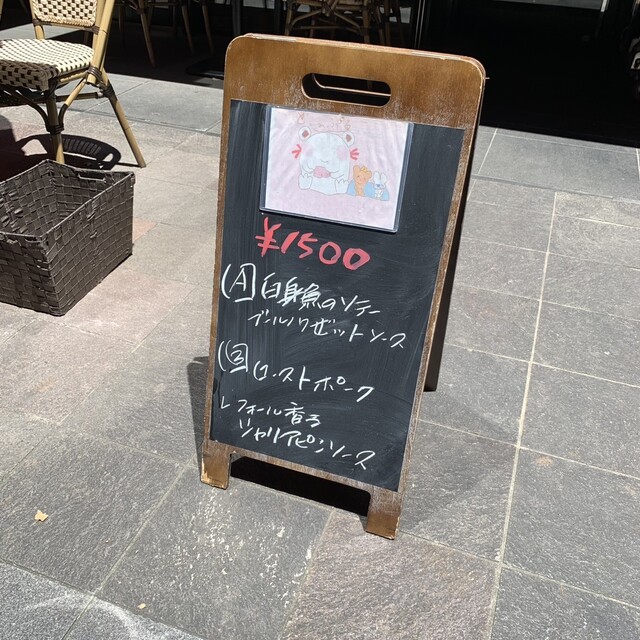 ¥1500
(A) 白身魚のソテー
ブールノワゼットソース
(B) ローストポーク
レフォール香る
シャリアピンソース